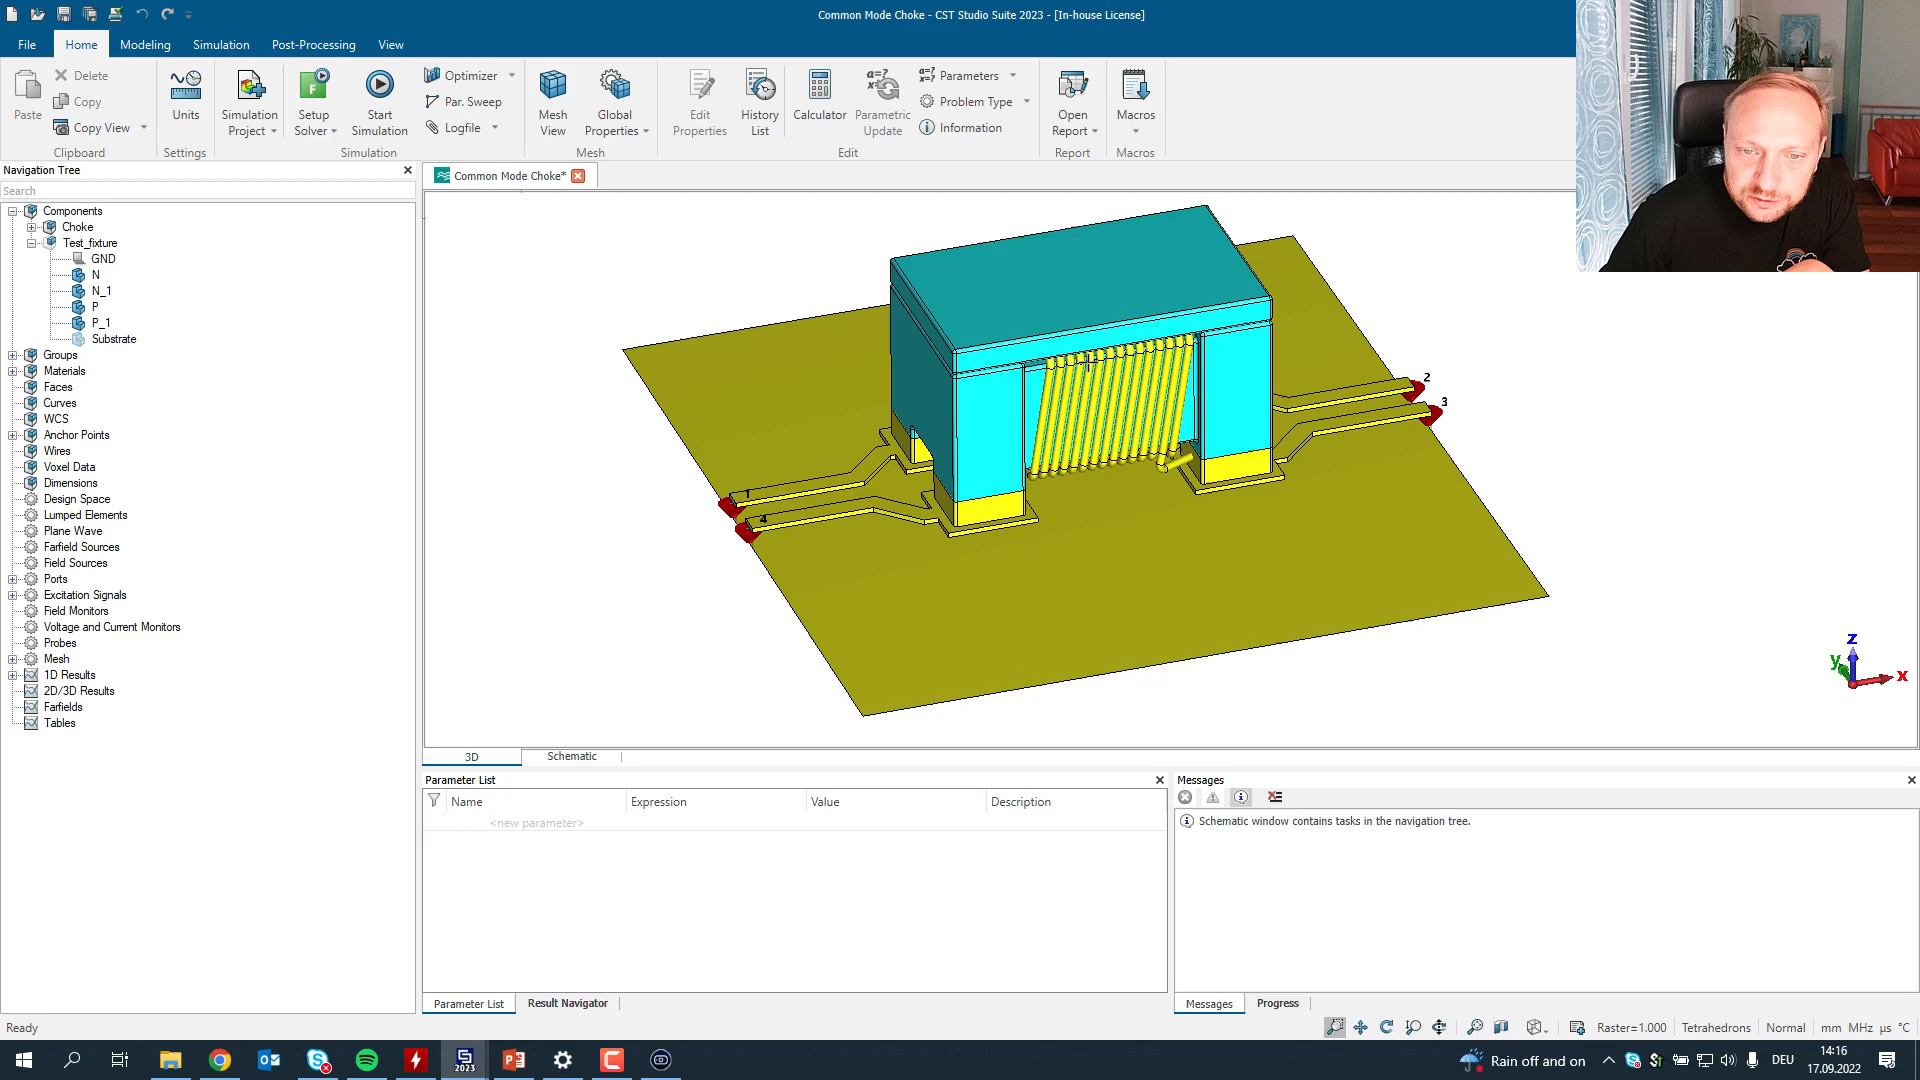 Common Mode Choke - CST Studio Suite 2023 - [In-house License]
File Home Modeling Simulation Post-Processing View
Paste
Delete
Copy
Copy View
Clipboard
Units
Settings
Simulation Project
Setup Solver
Start Simulation
Optimizer
Par. Sweep
Logfile
Simulation
Mesh View
Global Properties
Mesh
Edit Properties
History List
Calculator
Parametric Update
Parameters
Problem Type
Information
Edit
Open Report
Report
Macros
Macros
Navigation Tree
Search
Components
Choke
Test_fixture
GND
N
N_1
P
P_1
Substrate
Groups
Materials
Faces
Curves
WCS
Anchor Points
Wires
Voxel Data
Dimensions
Design Space
Lumped Elements
Plane Wave
Farfield Sources
Field Sources
Ports
Excitation Signals
Field Monitors
Voltage and Current Monitors
Probes
Mesh
1D Results
2D/3D Results
Farfields
Tables
Common Mode Choke*
2
3
1
4
z
y
x
3D Schematic
Parameter List
Name Expression Value Description
<new parameter>
Parameter List Result Navigator
Messages
Schematic window contains tasks in the navigation tree.
Messages Progress
Ready
Raster=1.000 Tetrahedrons Normal mm MHz µs °C
2023
Rain off and on
DEU
14:16
17.09.2022